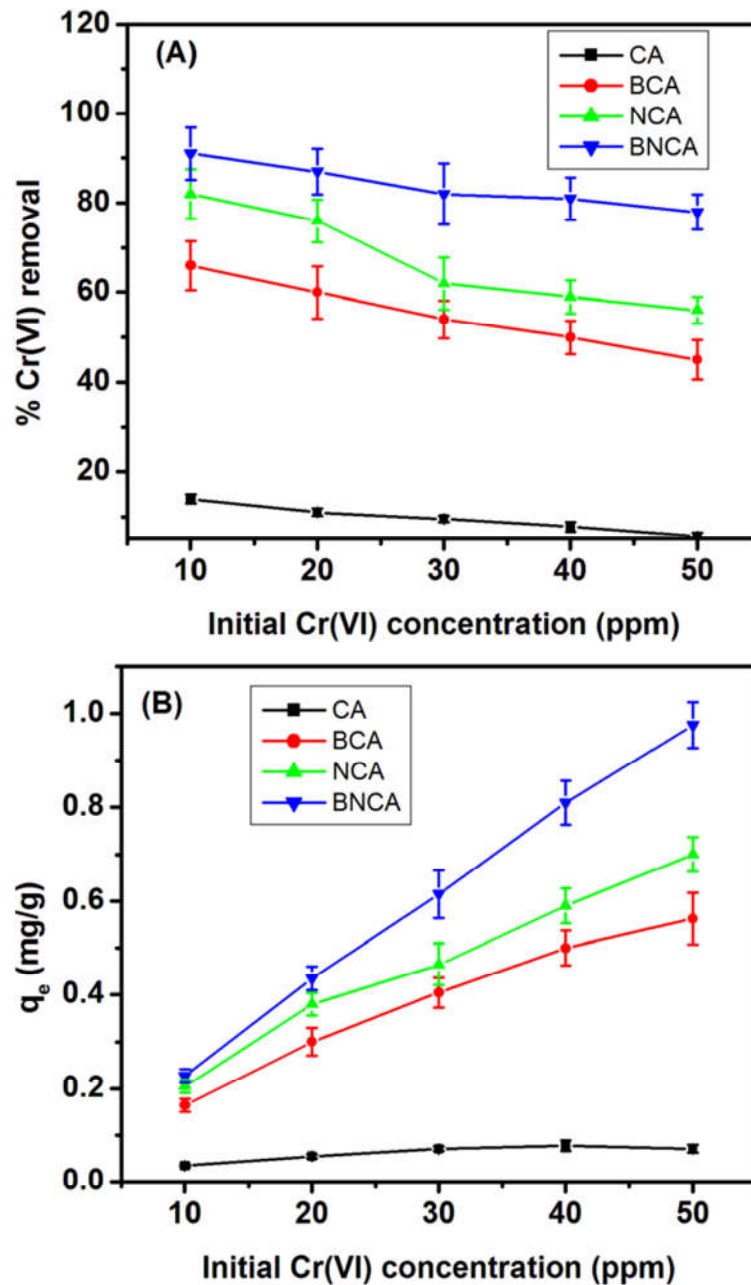 (A)
CA
BCA
NCA
BNCA
120
100
80
60
40
20
% Cr(VI) removal
10 20 30 40 50
Initial Cr(VI) concentration (ppm)
(B)
CA
BCA
NCA
BNCA
1.0
0.8
0.6
0.4
0.2
0.0
qe (mg/g)
10 20 30 40 50
Initial Cr(VI) concentration (ppm)